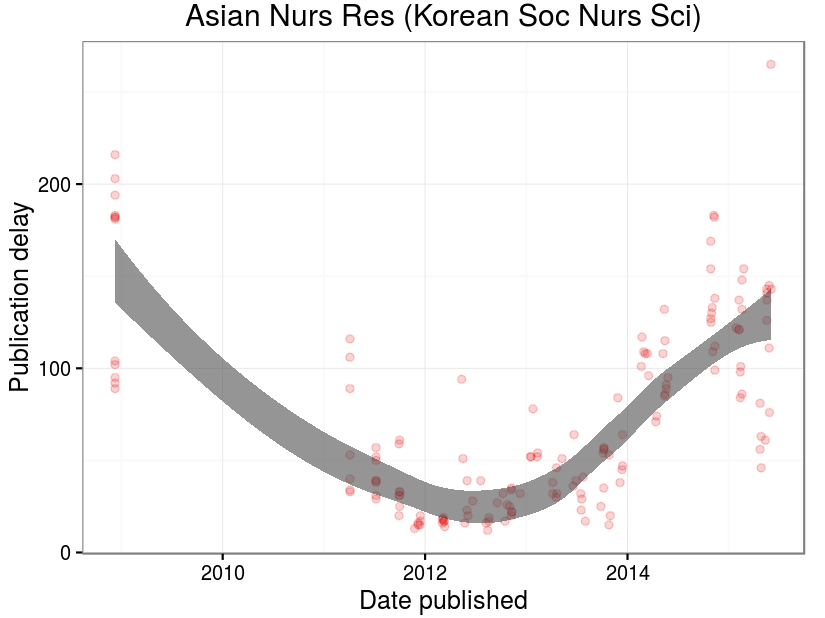 Asian Nurs Res (Korean Soc Nurs Sci)
Publication delay
200
100
0
2010 2012 2014
Date published